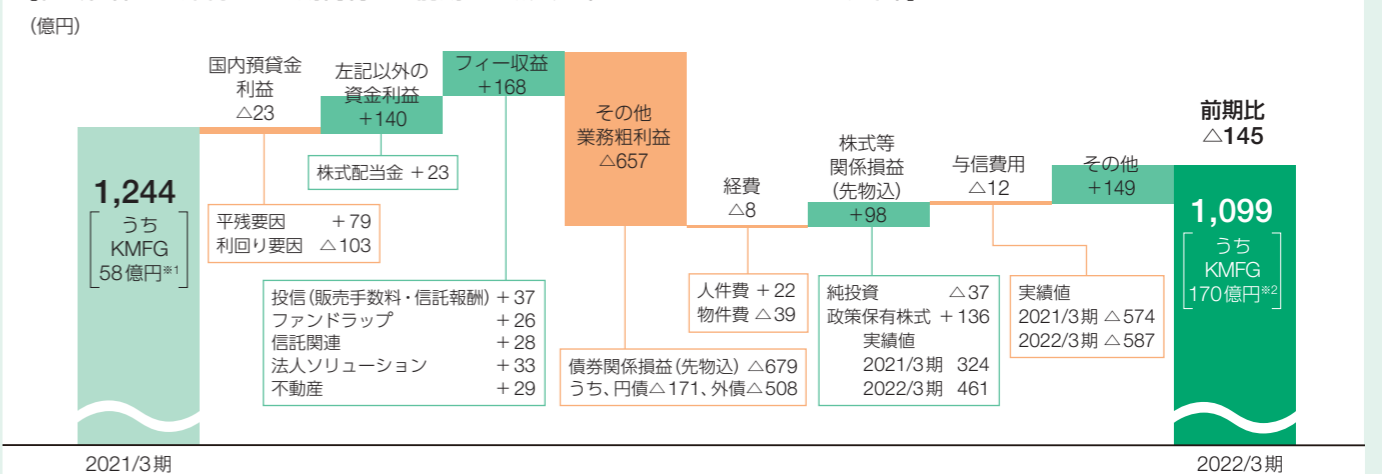 (億円)
国内預貸金
利益
△23
平残要因 +79
利回り要因 △103
左記以外の
資金利益
+140
株式配当金 +23
フィー収益
+168
投信(販売手数料・信託報酬) +37
ファンドラップ +26
信託関連 +28
法人ソリューション +33
不動産 +29
その他
業務粗利益
△657
債券関係損益(先物込) △679
うち、円債△171、外債△508
経費
△8
人件費 +22
物件費 △39
株式等
関係損益
(先物込)
+98
純投資 △37
政策保有株式 +136
実績値
2021/3期 324
2022/3期 461
与信費用
△12
実績値
2021/3期 △574
2022/3期 △587
その他
+149
前期比
△145
1,244
うち
KMFG
58億円※1
1,099
うち
KMFG
170億円※2
2021/3期
2022/3期